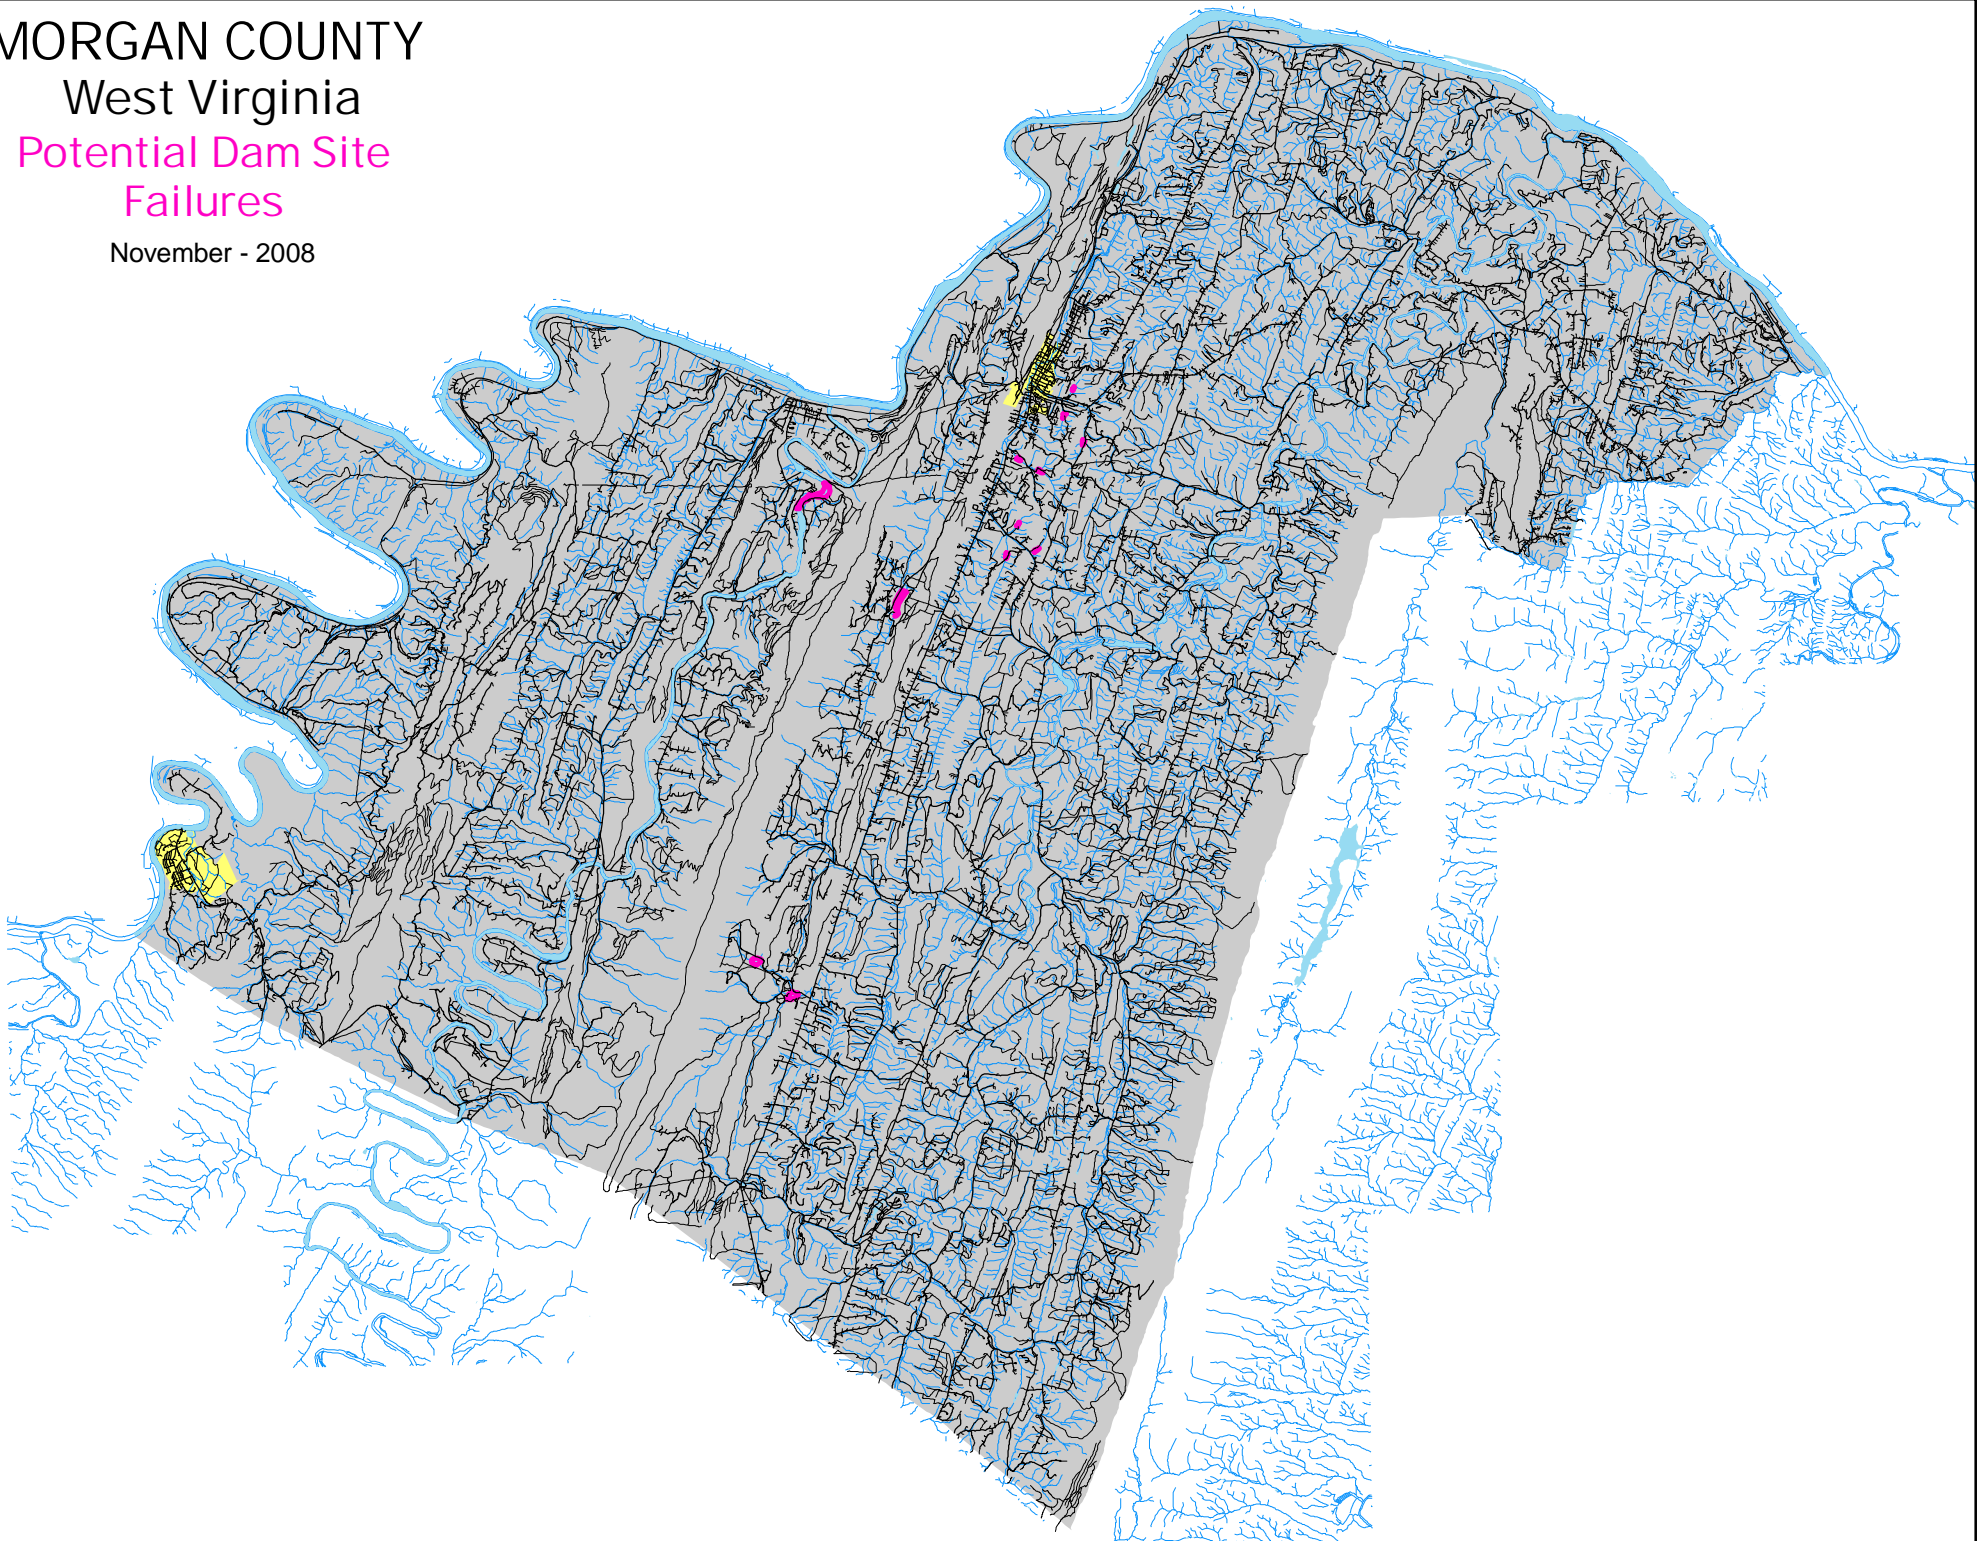 MORGAN COUNTY
West Virginia
Potential Dam Site
Failures
November - 2008